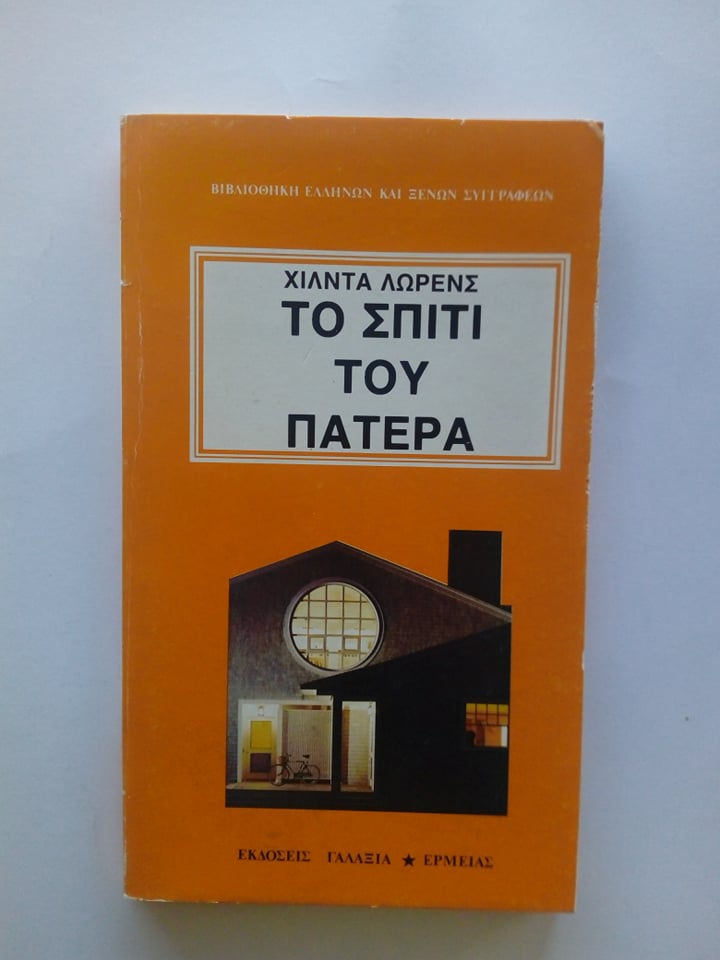 ΒΙΒΛΙΟΘΗΚΗ ΕΛΛΗΝΩΝ ΚΑΙ ΞΕΝΩΝ ΣΥΓΓΡΑΦΕΩΝ
ΧΙΛΝΤΑ ΛΩΡΕΝΣ
ΤΟ ΣΠΙΤΙ
ΤΟΥ
ΠΑΤΕΡΑ
ΕΚΔΟΣΕΙΣ ΓΑΛΑΞΙΑ ★ ΕΡΜΕΙΑΣ